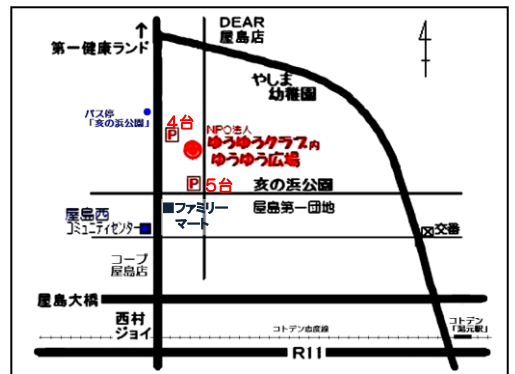 DEAR
屋島店
↑
第一健康ランド
やしま
幼稚園
バス停
「亥の浜公園」
4台
P
NPO法人
ゆうゆうクラブ内
ゆうゆう広場
P
5台
亥の浜公園
ファミリー
マート
屋島第一団地
屋島西
コミュニティセンター
交番
コープ
屋島店
屋島大橋
西村
ジョイ
コトデン志度線
コトデン
「潟元駅」
R11
4